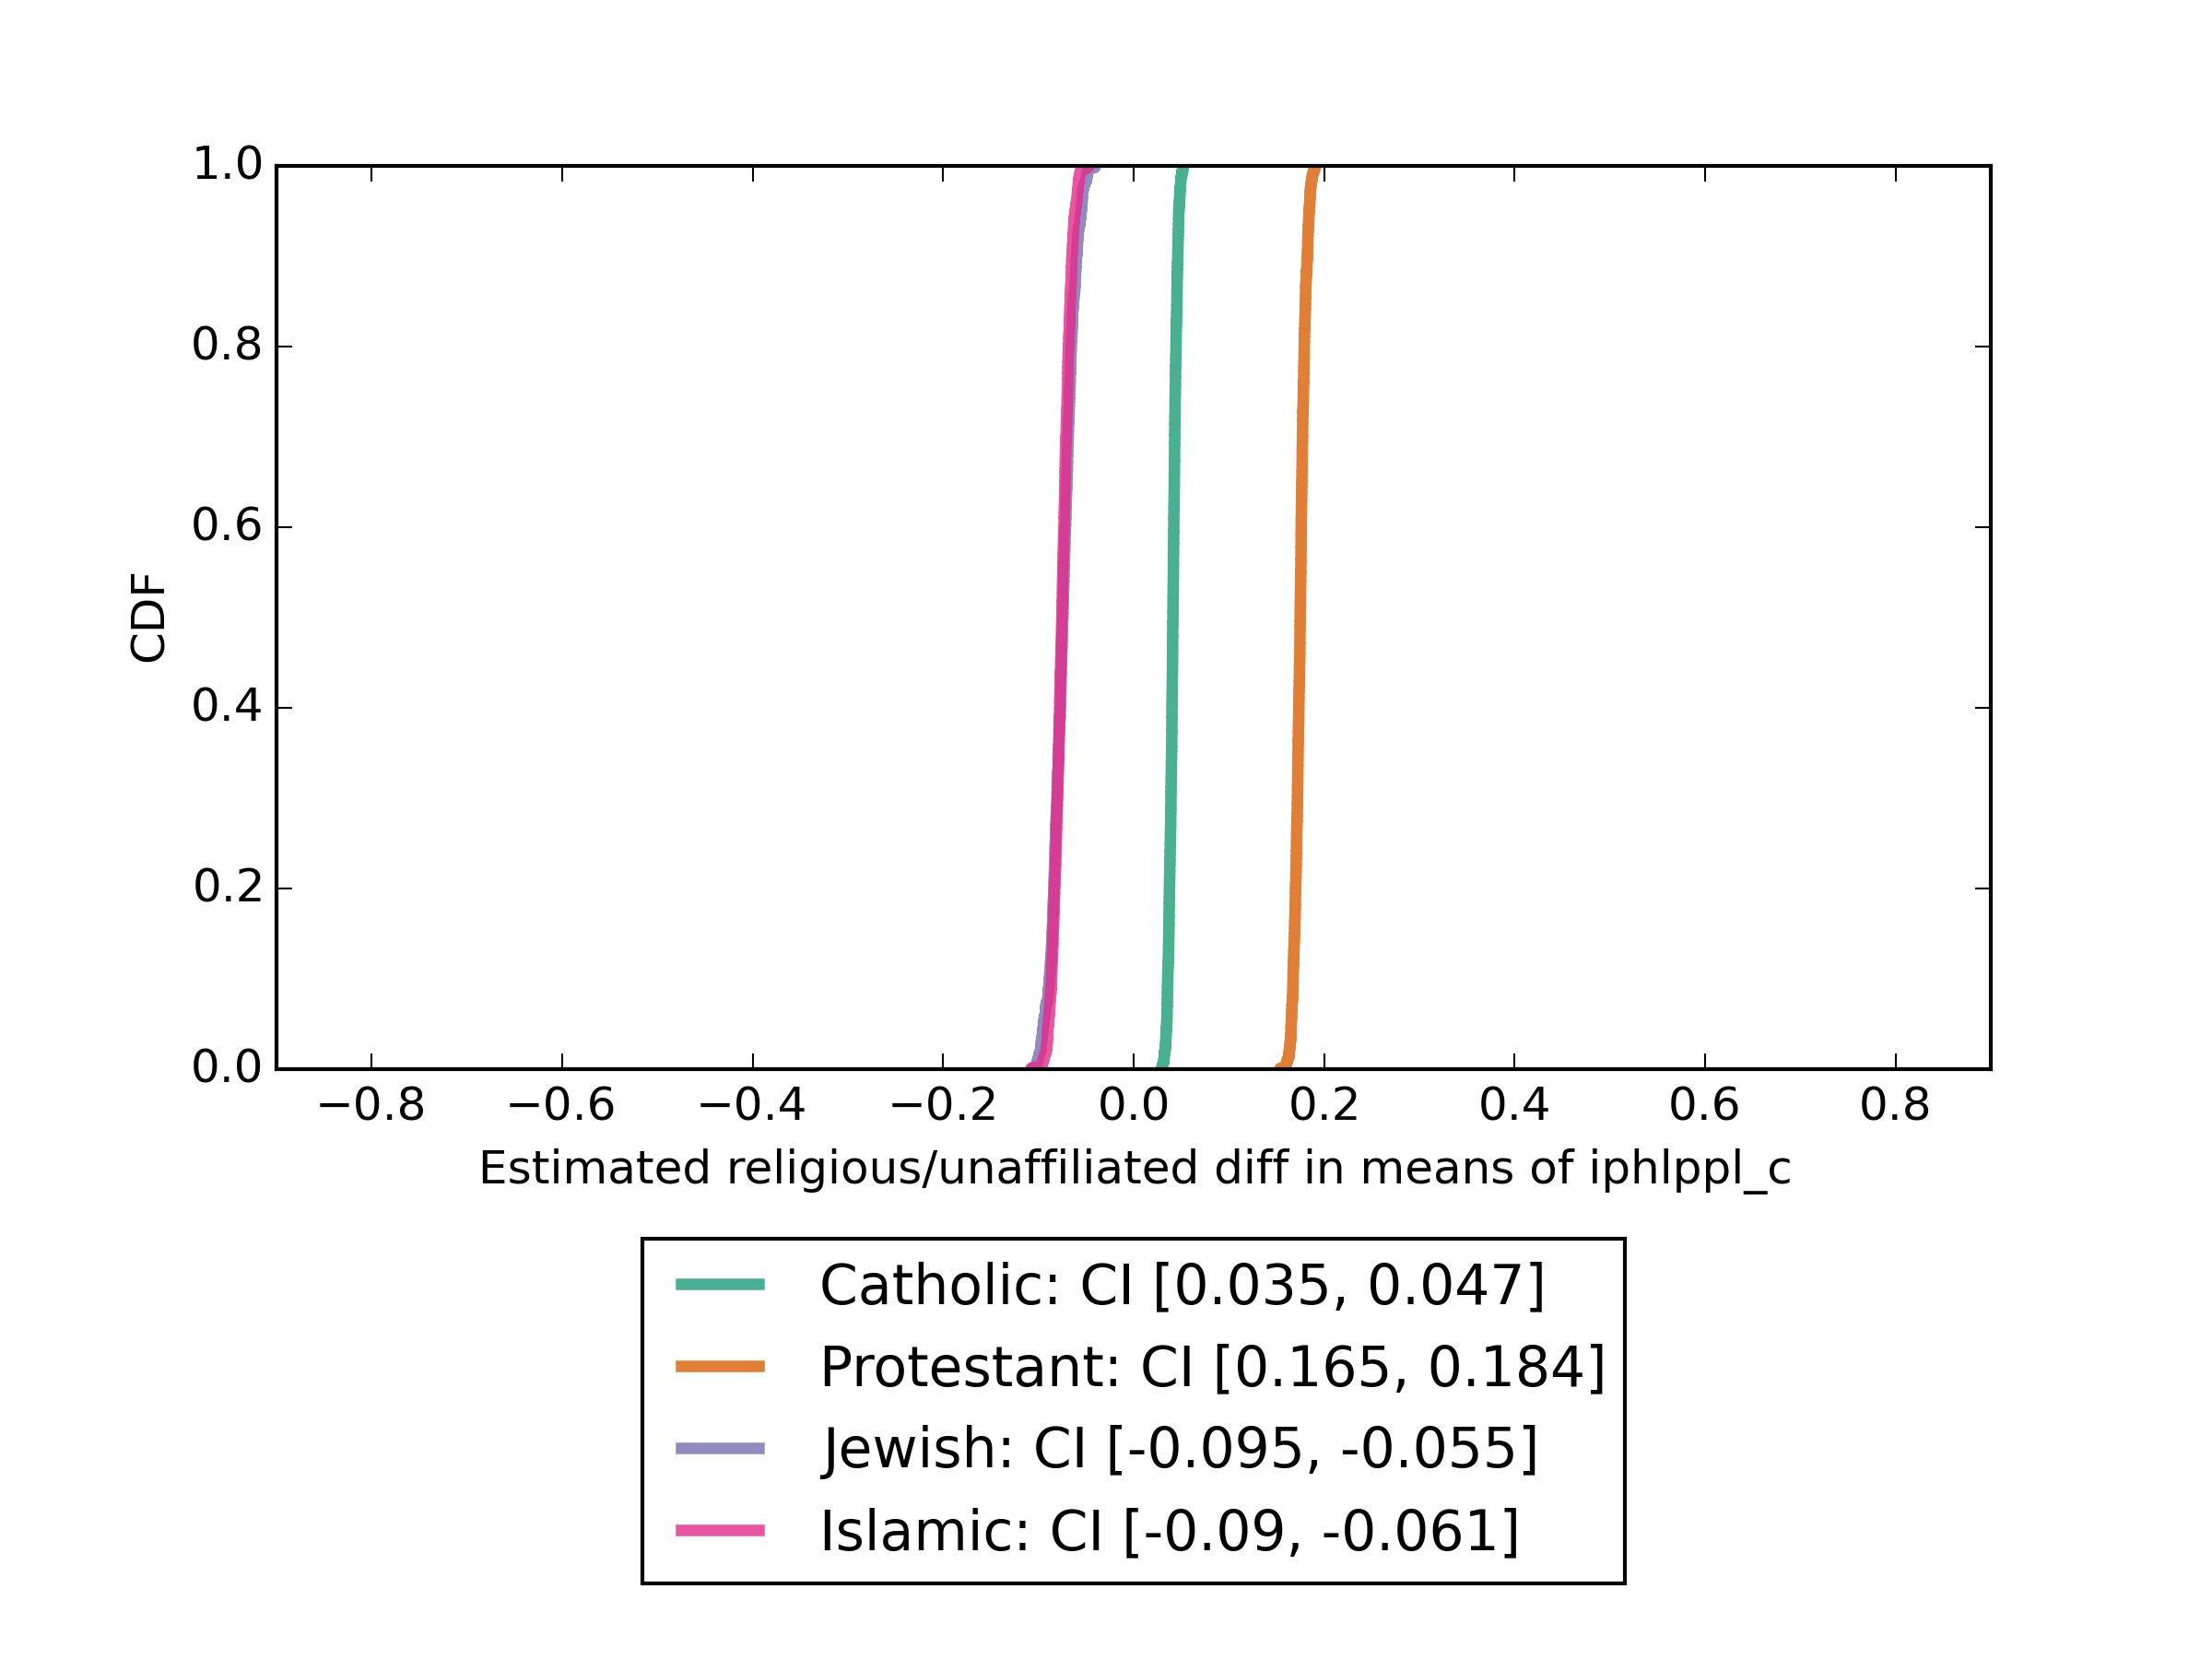 1.0
0.8
0.6
0.4
0.2
0.0
CDF
−0.8 −0.6 −0.4 −0.2 0.0 0.2 0.4 0.6 0.8
Estimated religious/unaffiliated diff in means of iphlppl_c
Catholic: CI [0.035, 0.047]
Protestant: CI [0.165, 0.184]
Jewish: CI [-0.095, -0.055]
Islamic: CI [-0.09, -0.061]